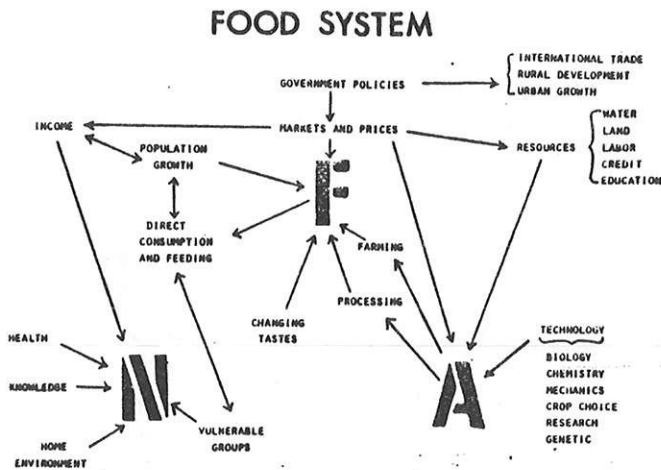 FOOD SYSTEM
GOVERNMENT POLICIES
INTERNATIONAL TRADE
RURAL DEVELOPMENT
URBAN GROWTH
INCOME
MARKETS AND PRICES
RESOURCES
WATER
LAND
LABOR
CREDIT
EDUCATION
POPULATION
GROWTH
F
DIRECT
CONSUMPTION
AND FEEDING
FARMING
PROCESSING
CHANGING
TASTES
HEALTH
KNOWLEDGE
HOME
ENVIRONMENT
N
VULNERABLE
GROUPS
A
TECHNOLOGY
BIOLOGY
CHEMISTRY
MECHANICS
CROP CHOICE
RESEARCH
GENETIC